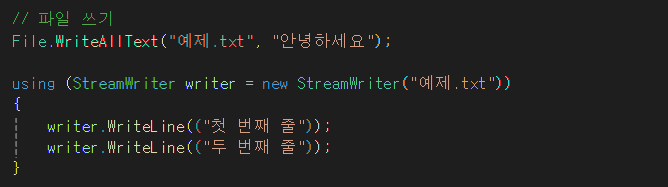 // 파일 쓰기
File.WriteAllText("예제.txt", "안녕하세요");
using (StreamWriter writer = new StreamWriter("예제.txt"))
{
writer.WriteLine(("첫 번째 줄"));
writer.WriteLine(("두 번째 줄"));
}